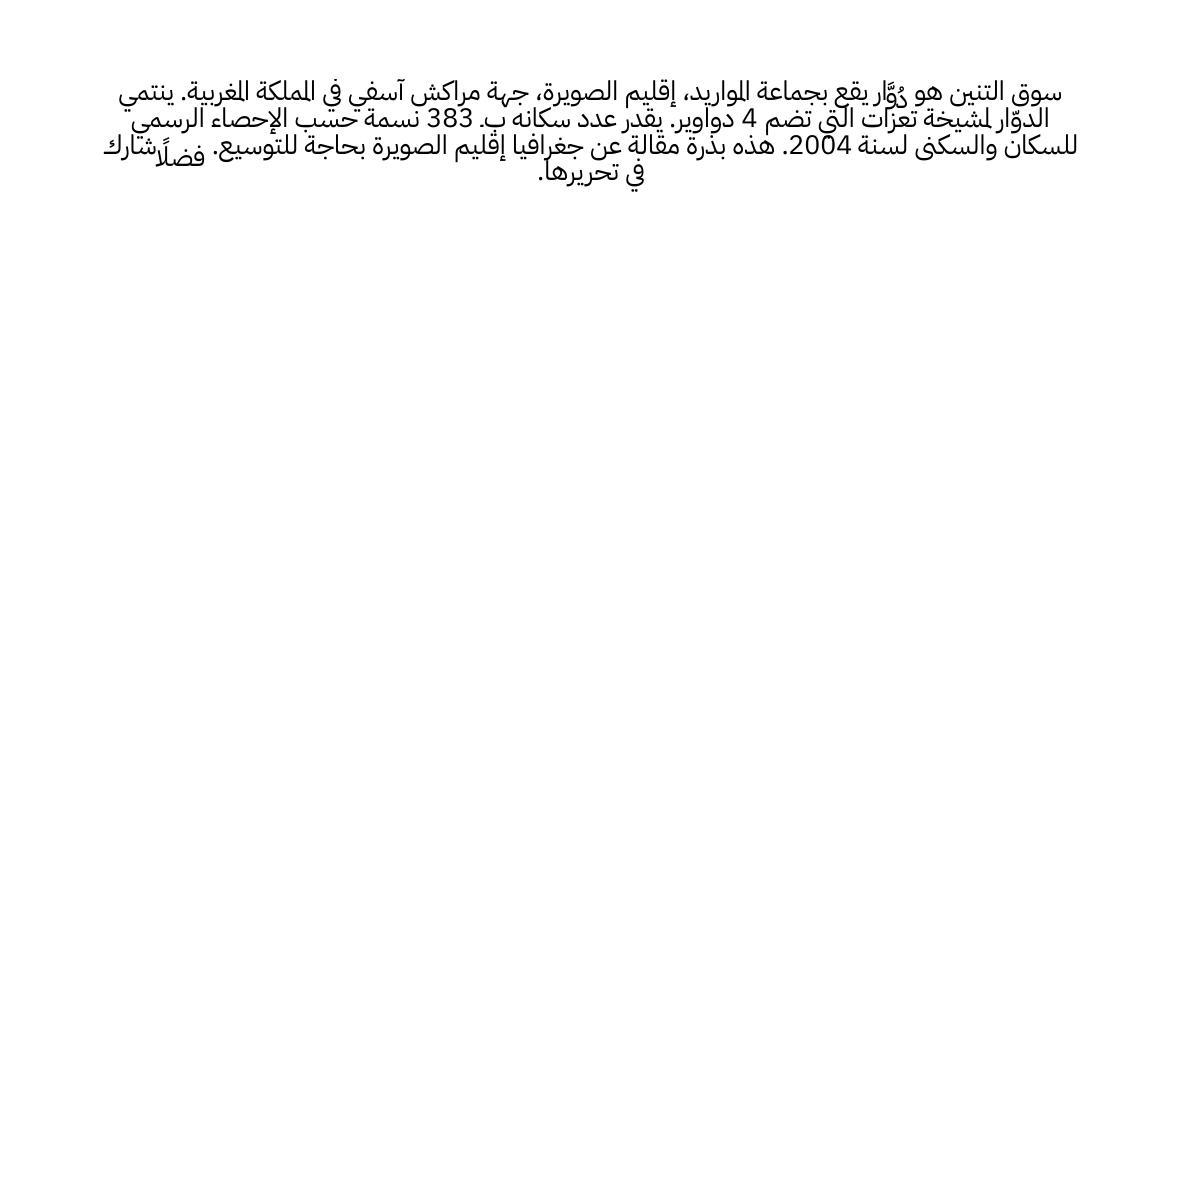 سوق التنين هو دُوَّار يقع بجماعة المواريد، إقليم الصويرة، جهة مراكش آسفي في المملكة المغربية. ينتمي
الدوّار لمشيخة تعزات التي تضم 4 دواوير. يقدر عدد سكانه بـ 383 نسمة حسب الإحصاء الرسمي
للسكان والسكنى لسنة 2004. هذه بذرة مقالة عن جغرافيا إقليم الصويرة بحاجة للتوسيع. فضلًا شارك
في تحريرها.